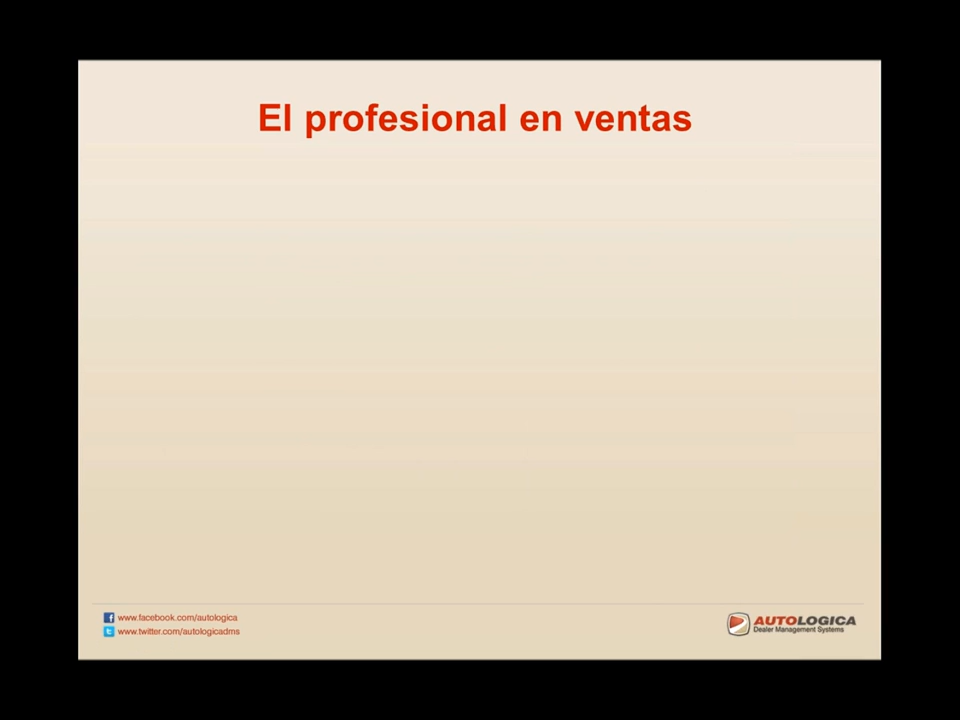 El profesional en ventas
www.facebook.com/autologica
www.twitter.com/autologicadms
AUTOLOGICA
Dealer Management Systems